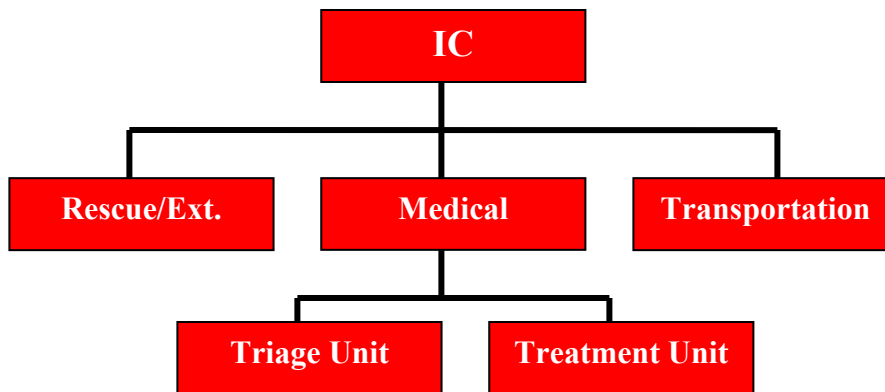 IC
Rescue/Ext.
Medical
Transportation
Triage Unit
Treatment Unit